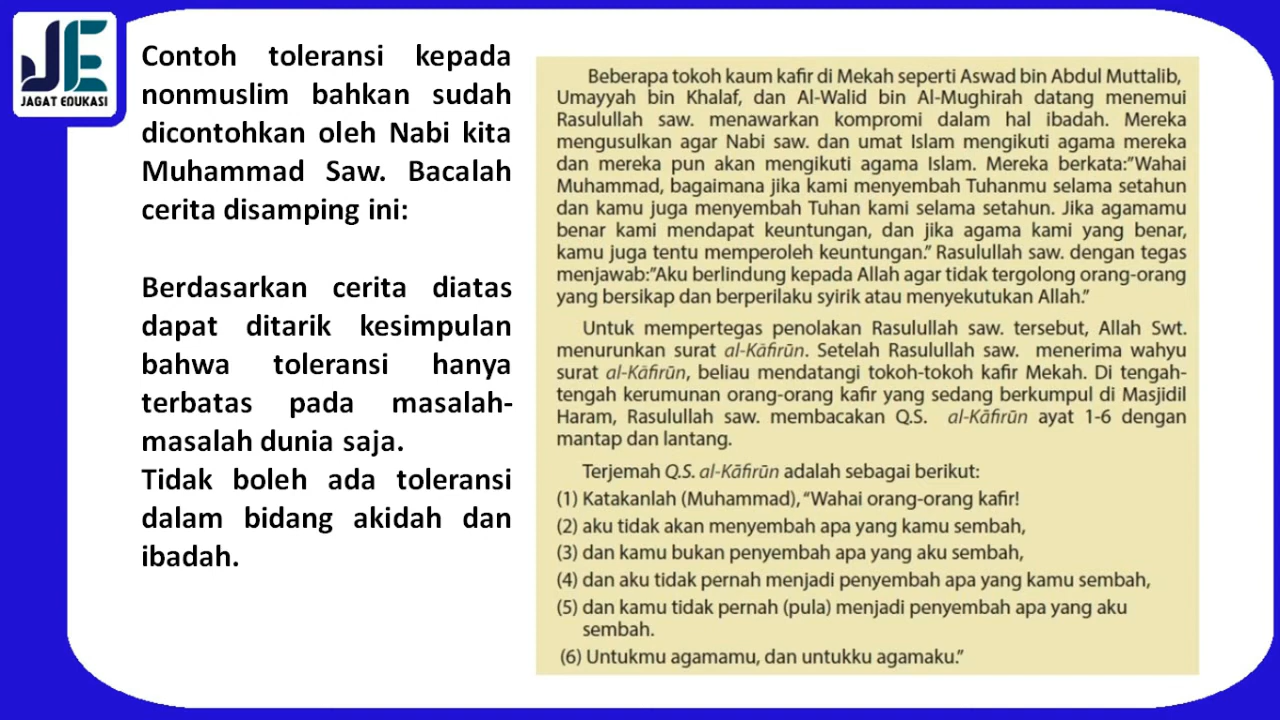 JAGAT EDUKASI
Contoh toleransi kepada
nonmuslim bahkan sudah
dicontohkan oleh Nabi kita
Muhammad Saw. Bacalah
cerita disamping ini:
Berdasarkan cerita diatas
dapat ditarik kesimpulan
bahwa toleransi hanya
terbatas pada masalah-
masalah dunia saja.
Tidak boleh ada toleransi
dalam bidang akidah dan
ibadah.
Beberapa tokoh kaum kafir di Mekah seperti Aswad bin Abdul Muttalib,
Umayyah bin Khalaf, dan Al-Walid bin Al-Mughirah datang menemui
Rasulullah saw. menawarkan kompromi dalam hal ibadah. Mereka
mengusulkan agar Nabi saw. dan umat Islam mengikuti agama mereka
dan mereka pun akan mengikuti agama Islam. Mereka berkata:"Wahai
Muhammad, bagaimana jika kami menyembah Tuhanmu selama setahun
dan kamu juga menyembah Tuhan kami selama setahun. Jika agamamu
benar kami mendapat keuntungan, dan jika agama kami yang benar,
kamu juga tentu memperoleh keuntungan." Rasulullah saw. dengan tegas
menjawab:"Aku berlindung kepada Allah agar tidak tergolong orang-orang
yang bersikap dan berperilaku syirik atau menyekutukan Allah."
Untuk mempertegas penolakan Rasulullah saw. tersebut, Allah Swt.
menurunkan surat al-Kāfirūn. Setelah Rasulullah saw. menerima wahyu
surat al-Kāfirūn, beliau mendatangi tokoh-tokoh kafir Mekah. Di tengah-
tengah kerumunan orang-orang kafir yang sedang berkumpul di Masjidil
Haram, Rasulullah saw. membacakan Q.S. al-Kāfirūn ayat 1-6 dengan
mantap dan lantang.
Terjemah Q.S. al-Kāfirūn adalah sebagai berikut:
(1) Katakanlah (Muhammad), "Wahai orang-orang kafir!
(2) aku tidak akan menyembah apa yang kamu sembah,
(3) dan kamu bukan penyembah apa yang aku sembah,
(4) dan aku tidak pernah menjadi penyembah apa yang kamu sembah,
(5) dan kamu tidak pernah (pula) menjadi penyembah apa yang aku
sembah.
(6) Untukmu agamamu, dan untukku agamaku."